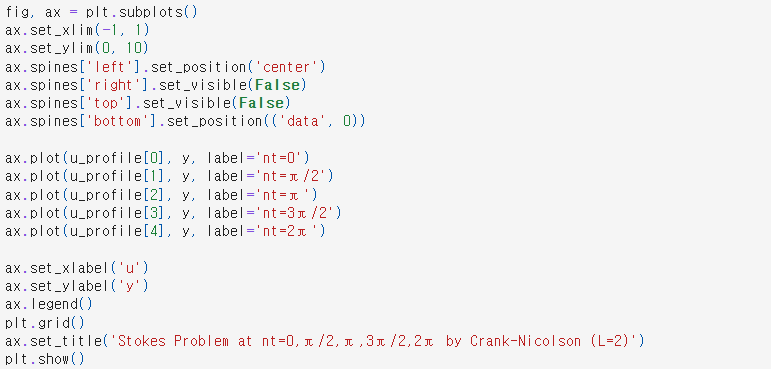 fig, ax = plt.subplots()
ax.set_xlim(-1, 1)
ax.set_ylim(0, 10)
ax.spines['left'].set_position('center')
ax.spines['right'].set_visible(False)
ax.spines['top'].set_visible(False)
ax.spines['bottom'].set_position(('data', 0))
ax.plot(u_profile[0], y, label='nt=0')
ax.plot(u_profile[1], y, label='nt=π/2')
ax.plot(u_profile[2], y, label='nt=π')
ax.plot(u_profile[3], y, label='nt=3π/2')
ax.plot(u_profile[4], y, label='nt=2π')
ax.set_xlabel('u')
ax.set_ylabel('y')
ax.legend()
plt.grid()
ax.set_title('Stokes Problem at nt=0,π/2,π,3π/2,2π by Crank-Nicolson (L=2)')
plt.show()